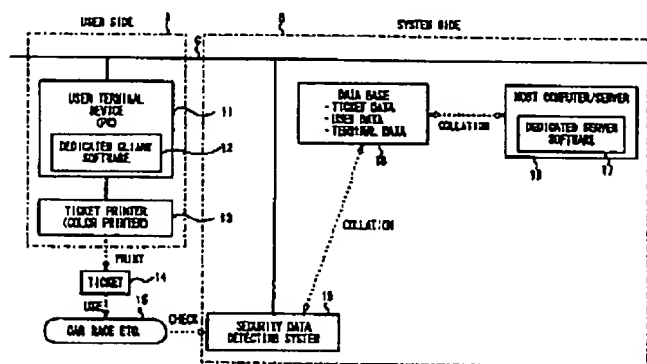 USER SIDE
SYSTEM SIDE
USER TERMINAL
DEVICE
(PC)
11
DEDICATED CLIANT
SOFTWARE
12
TICKET PRINTER
(COLOR PRINTER)
13
PRINT
TICKET
14
USE
CAR RACE ETC.
CHECK
DATA BASE
- TICKET DATA
- USER DATA
- TERMINAL DATA
COLLATION
HOST COMPUTER/SERVER
DEDICATED SERVER
SOFTWARE
17
COLLATION
SECURITY DATA
DETECTING SYSTEM